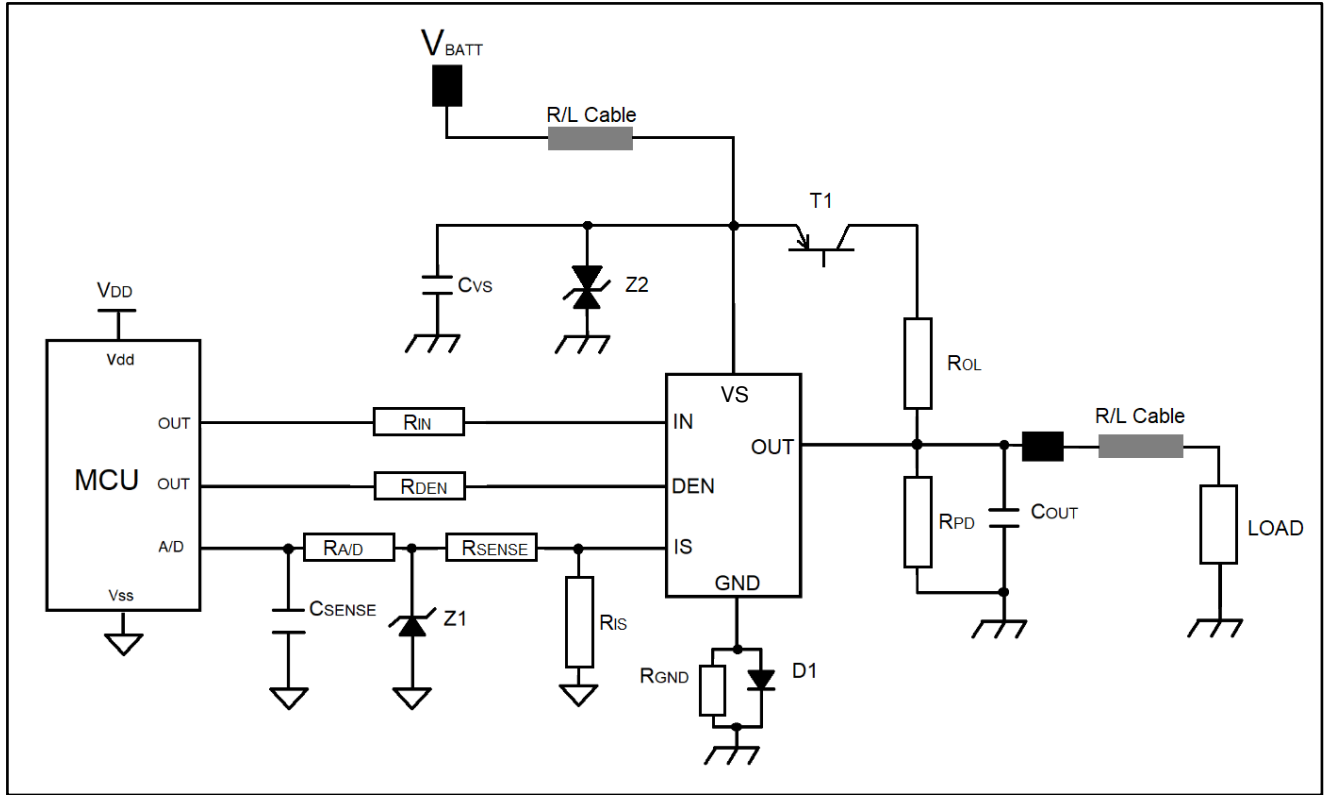 VBATT
R/L Cable
T1
CVS
Z2
VDD
Vdd
ROL
VS
R/L Cable
OUT
RIN
IN
OUT
MCU
OUT
RDEN
DEN
RPD
COUT
LOAD
A/D
RA/D
RSENSE
IS
GND
Vss
CSENSE
Z1
RIS
RGND
D1